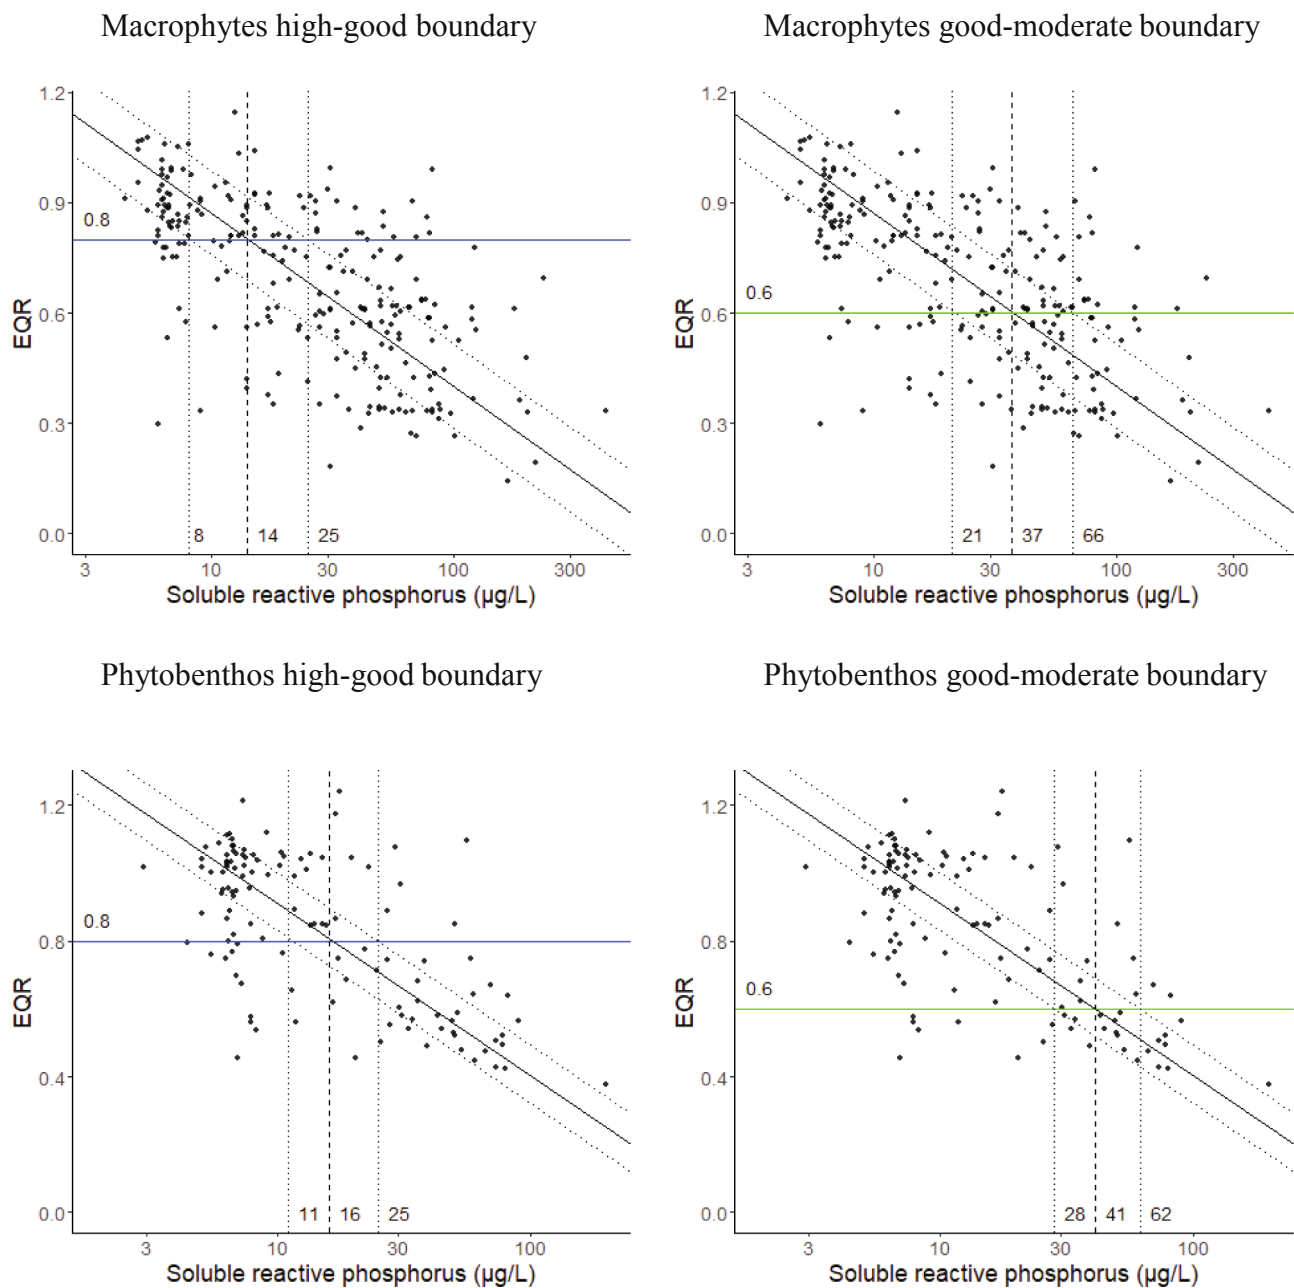 Macrophytes high-good boundary
Macrophytes good-moderate boundary
1.2
0.9
0.8
0.6
0.3
0.0
EQR
8 14 25
3 10 30 100 300
Soluble reactive phosphorus (µg/L)
1.2
0.9
0.6
0.6
0.3
0.0
EQR
21 37 66
3 10 30 100 300
Soluble reactive phosphorus (µg/L)
Phytobenthos high-good boundary
Phytobenthos good-moderate boundary
1.2
0.8
0.8
0.4
0.0
EQR
11 16 25
3 10 30 100
Soluble reactive phosphorus (µg/L)
1.2
0.8
0.6
0.4
0.0
EQR
28 41 62
3 10 30 100
Soluble reactive phosphorus (µg/L)